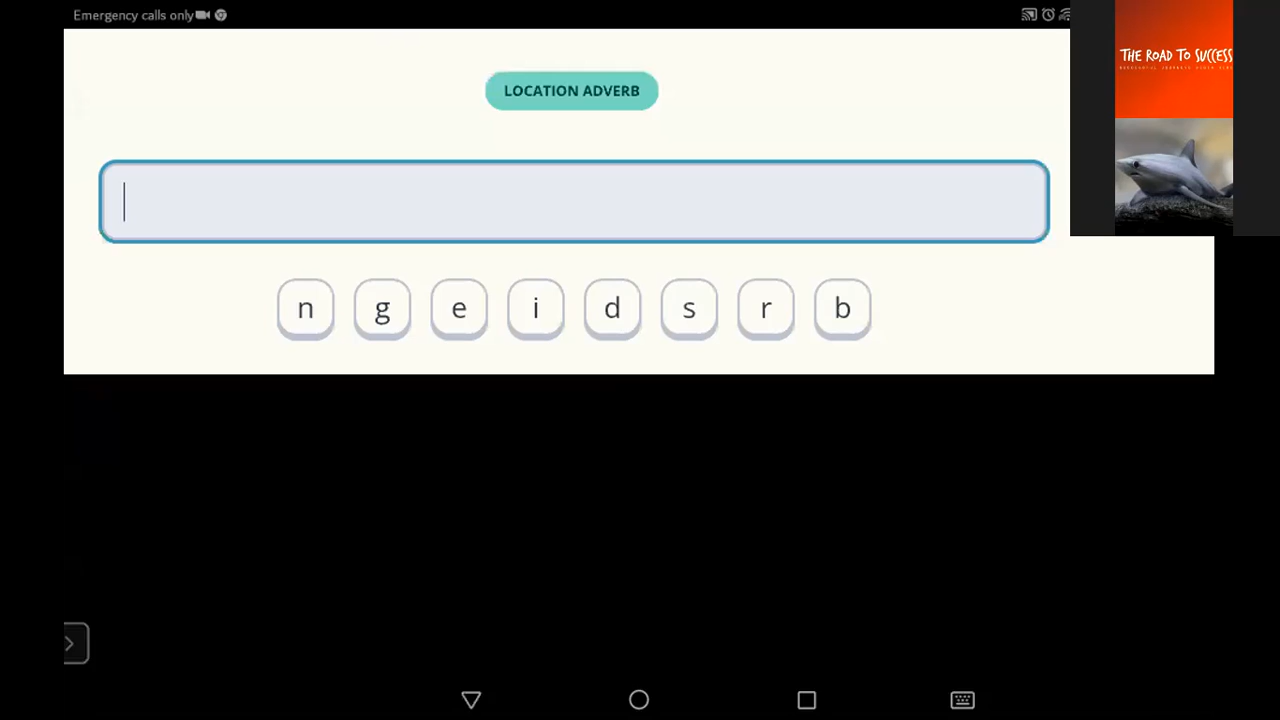 Emergency calls only
THE ROAD TO SUCCESS
LOCATION ADVERB
n g e i d s r b